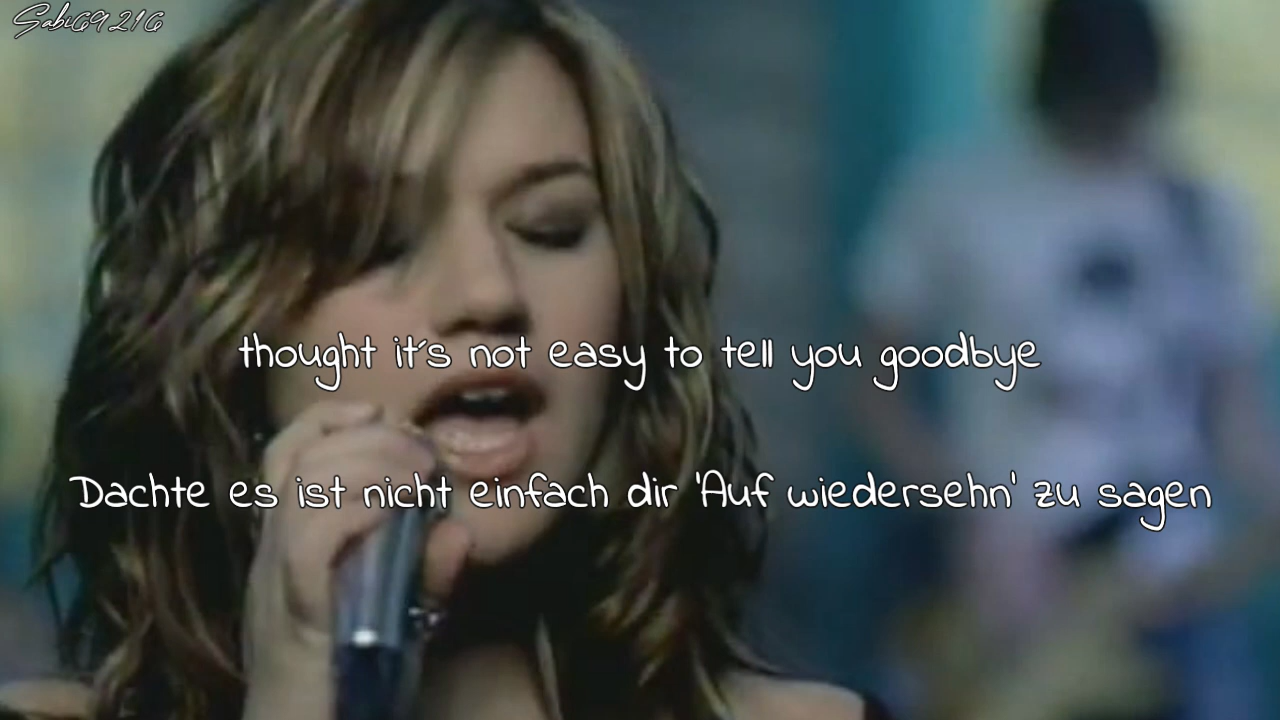 Sabi69216
thought it's not easy to tell you goodbye
Dachte es ist nicht einfach dir 'Auf wiedersehn' zu sagen